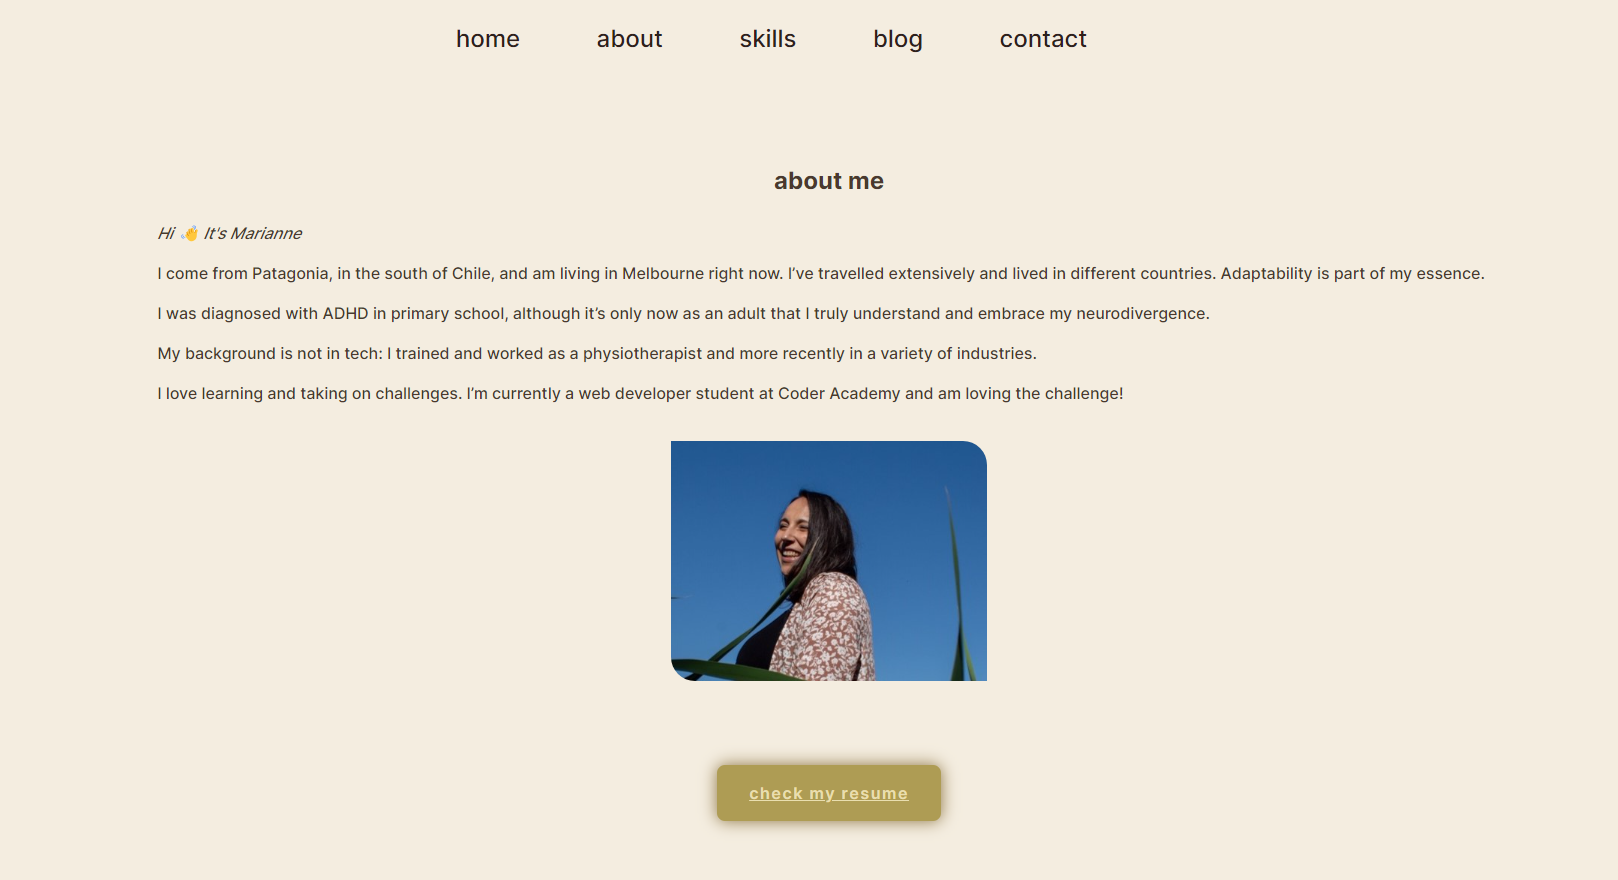 home about skills blog contact
about me
Hi 👋 It's Marianne
I come from Patagonia, in the south of Chile, and am living in Melbourne right now. I’ve travelled extensively and lived in different countries. Adaptability is part of my essence.
I was diagnosed with ADHD in primary school, although it’s only now as an adult that I truly understand and embrace my neurodivergence.
My background is not in tech: I trained and worked as a physiotherapist and more recently in a variety of industries.
I love learning and taking on challenges. I’m currently a web developer student at Coder Academy and am loving the challenge!
check my resume